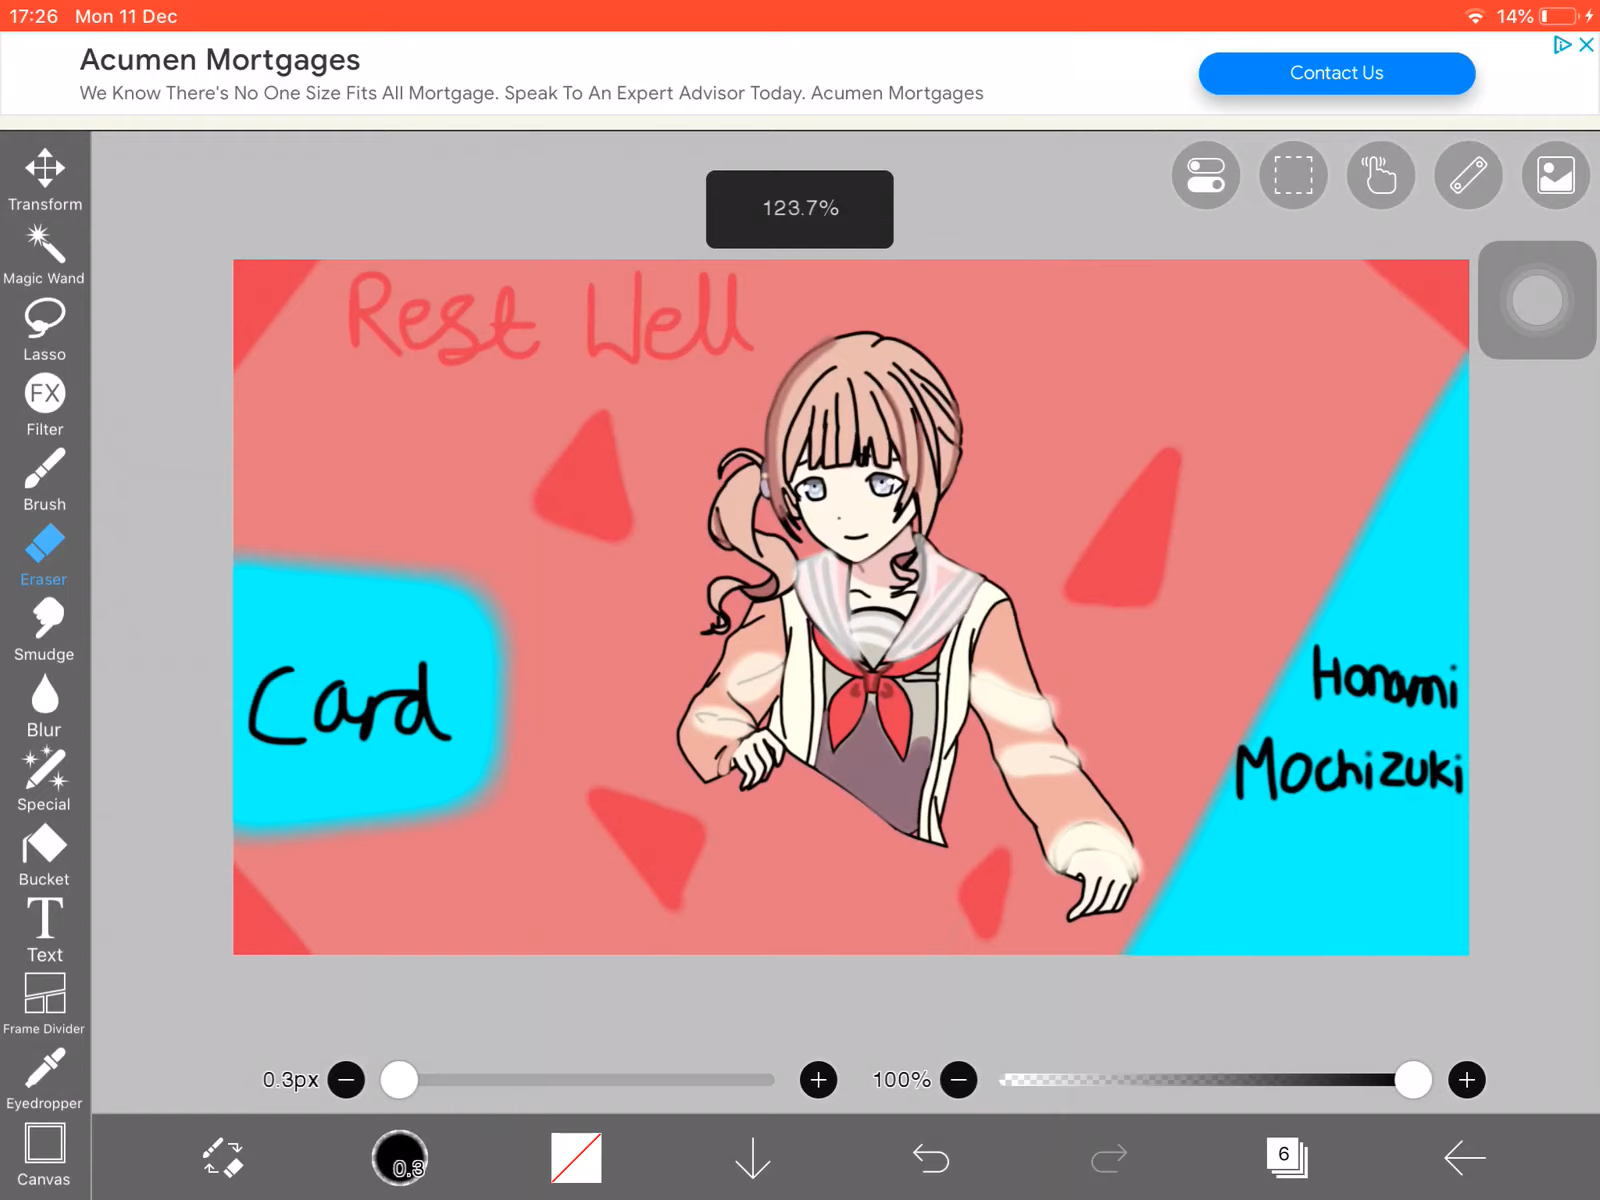 17:26 Mon 11 Dec
14%
Acumen Mortgages
We Know There's No One Size Fits All Mortgage. Speak To An Expert Advisor Today. Acumen Mortgages
Contact Us
Transform
Magic Wand
Lasso
FX
Filter
Brush
Eraser
Smudge
Blur
Special
Bucket
T
Text
Frame Divider
Eyedropper
Canvas
123.7%
Rest Well
Card
Honami
Mochizuki
0.3px
100%
0.3
6